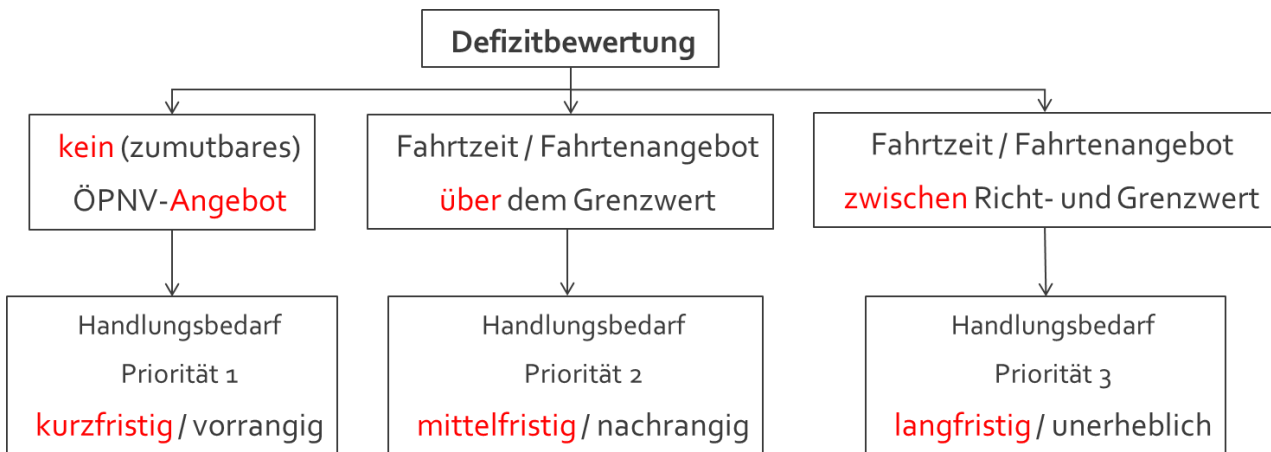 Defizitbewertung
kein (zumutbares)
ÖPNV-Angebot
Fahrtzeit / Fahrtenangebot
über dem Grenzwert
Fahrtzeit / Fahrtenangebot
zwischen Richt- und Grenzwert
Handlungsbedarf
Priorität 1
kurzfristig / vorrangig
Handlungsbedarf
Priorität 2
mittelfristig / nachrangig
Handlungsbedarf
Priorität 3
langfristig / unerheblich